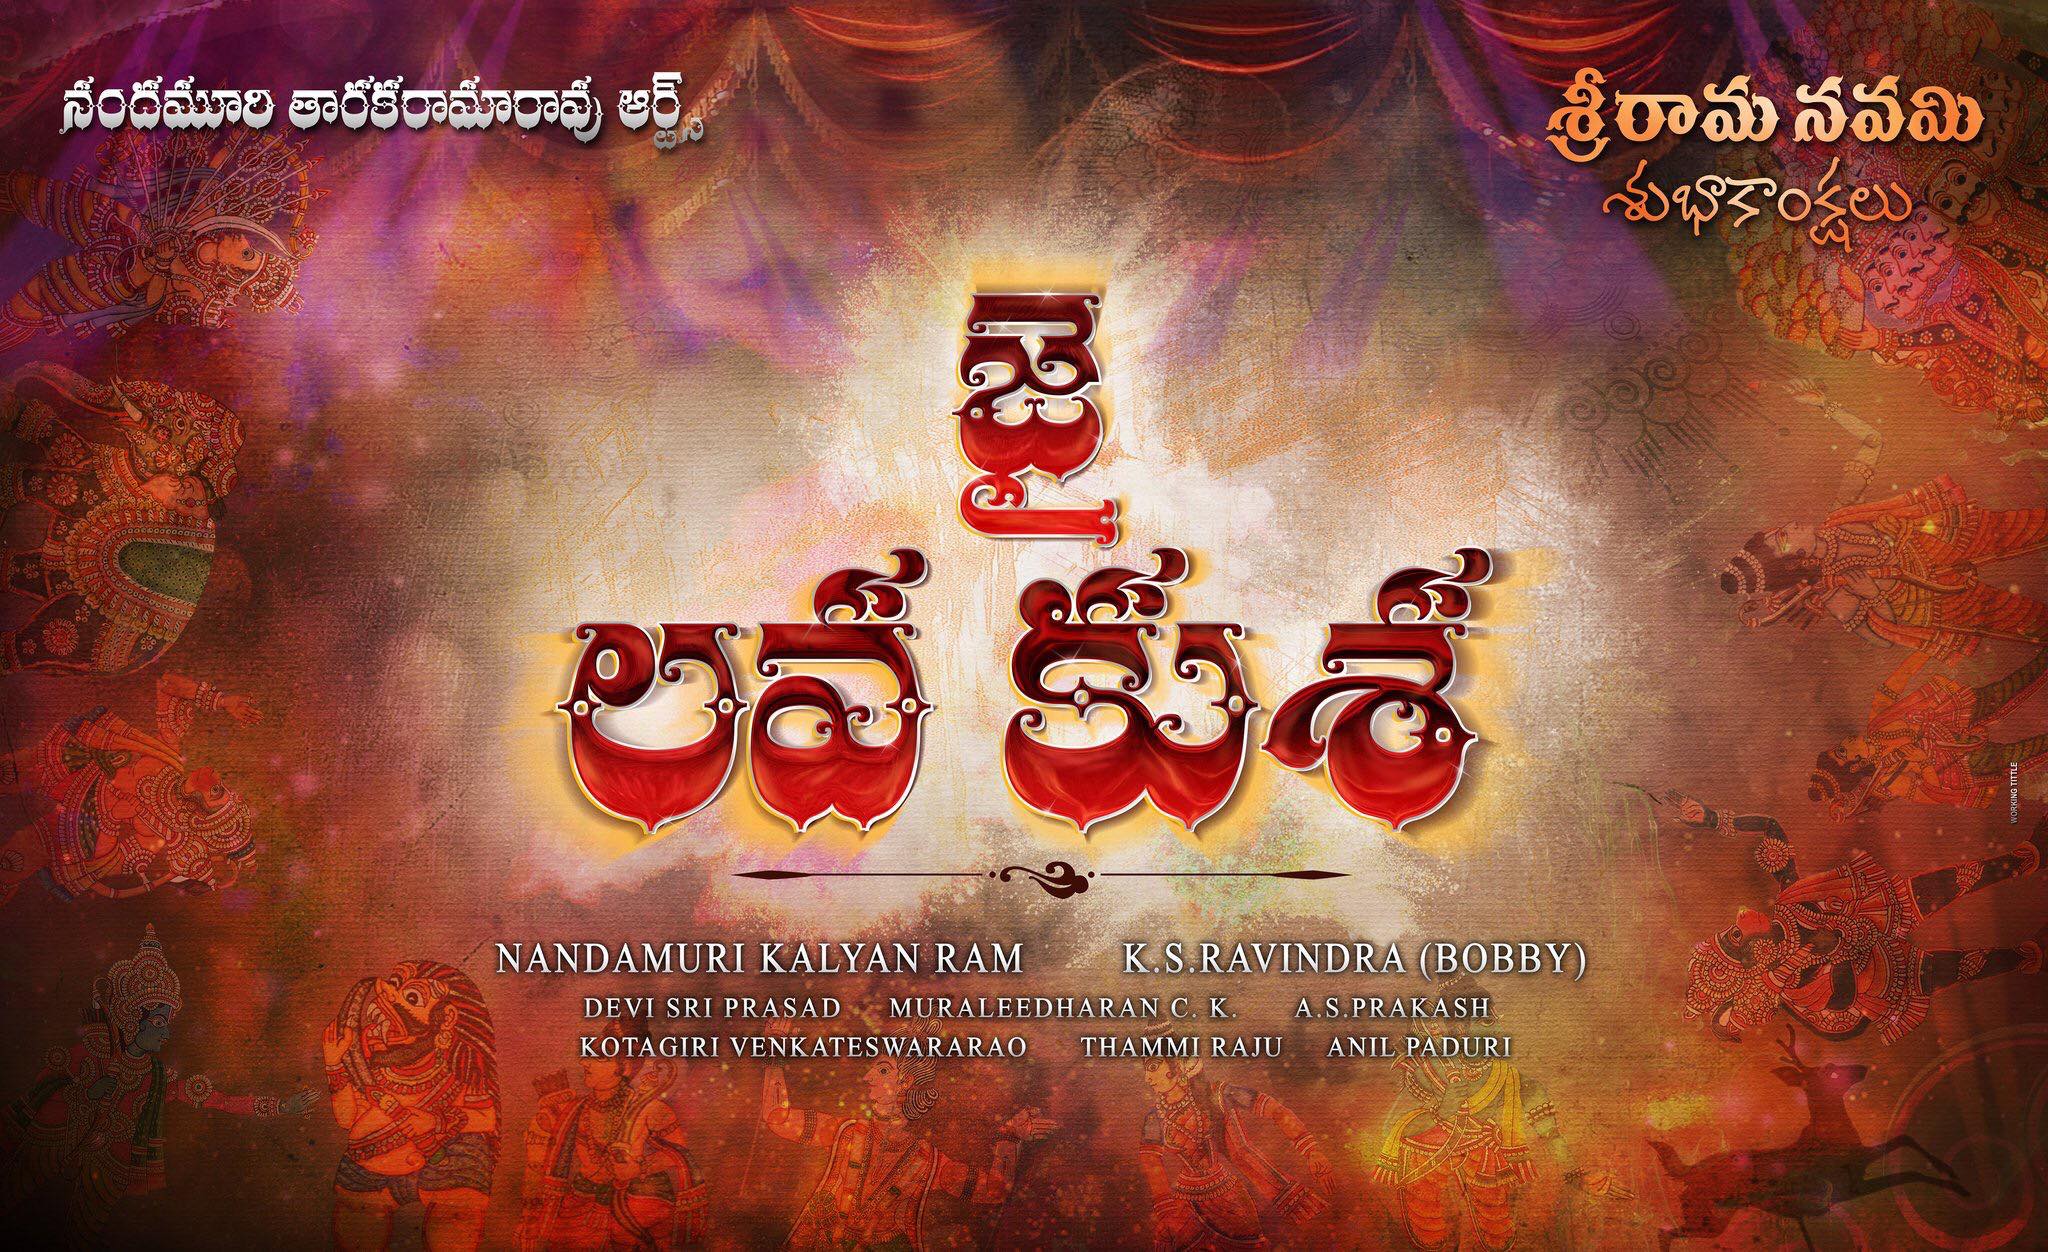 నందమూరి తారకరామారావు ఆర్ట్స్
శ్రీరామ నవమి
శుభాకాంక్షలు
జై
లవ కుశ
NANDAMURI KALYAN RAM K.S.RAVINDRA (BOBBY)
DEVI SRI PRASAD MURALEEDHARAN C. K. A.S.PRAKASH
KOTAGIRI VENKATESWARARAO THAMMI RAJU ANIL PADURI
WORKING TITTLE